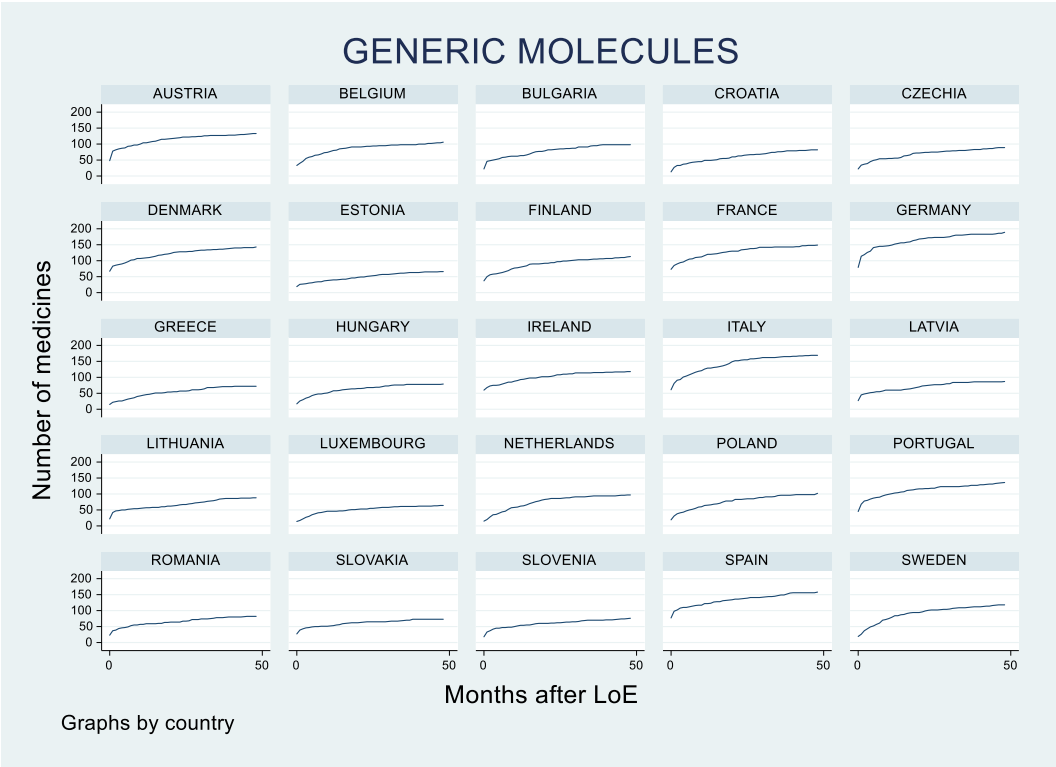 GENERIC MOLECULES
AUSTRIA
BELGIUM
BULGARIA
CROATIA
CZECHIA
200
150
100
50
0
DENMARK
ESTONIA
FINLAND
FRANCE
GERMANY
200
150
100
50
0
GREECE
HUNGARY
IRELAND
ITALY
LATVIA
200
150
100
50
0
LITHUANIA
LUXEMBOURG
NETHERLANDS
POLAND
PORTUGAL
200
150
100
50
0
ROMANIA
SLOVAKIA
SLOVENIA
SPAIN
SWEDEN
200
150
100
50
0
0 50
0 50
0 50
0 50
0 50
Number of medicines
Months after LoE
Graphs by country